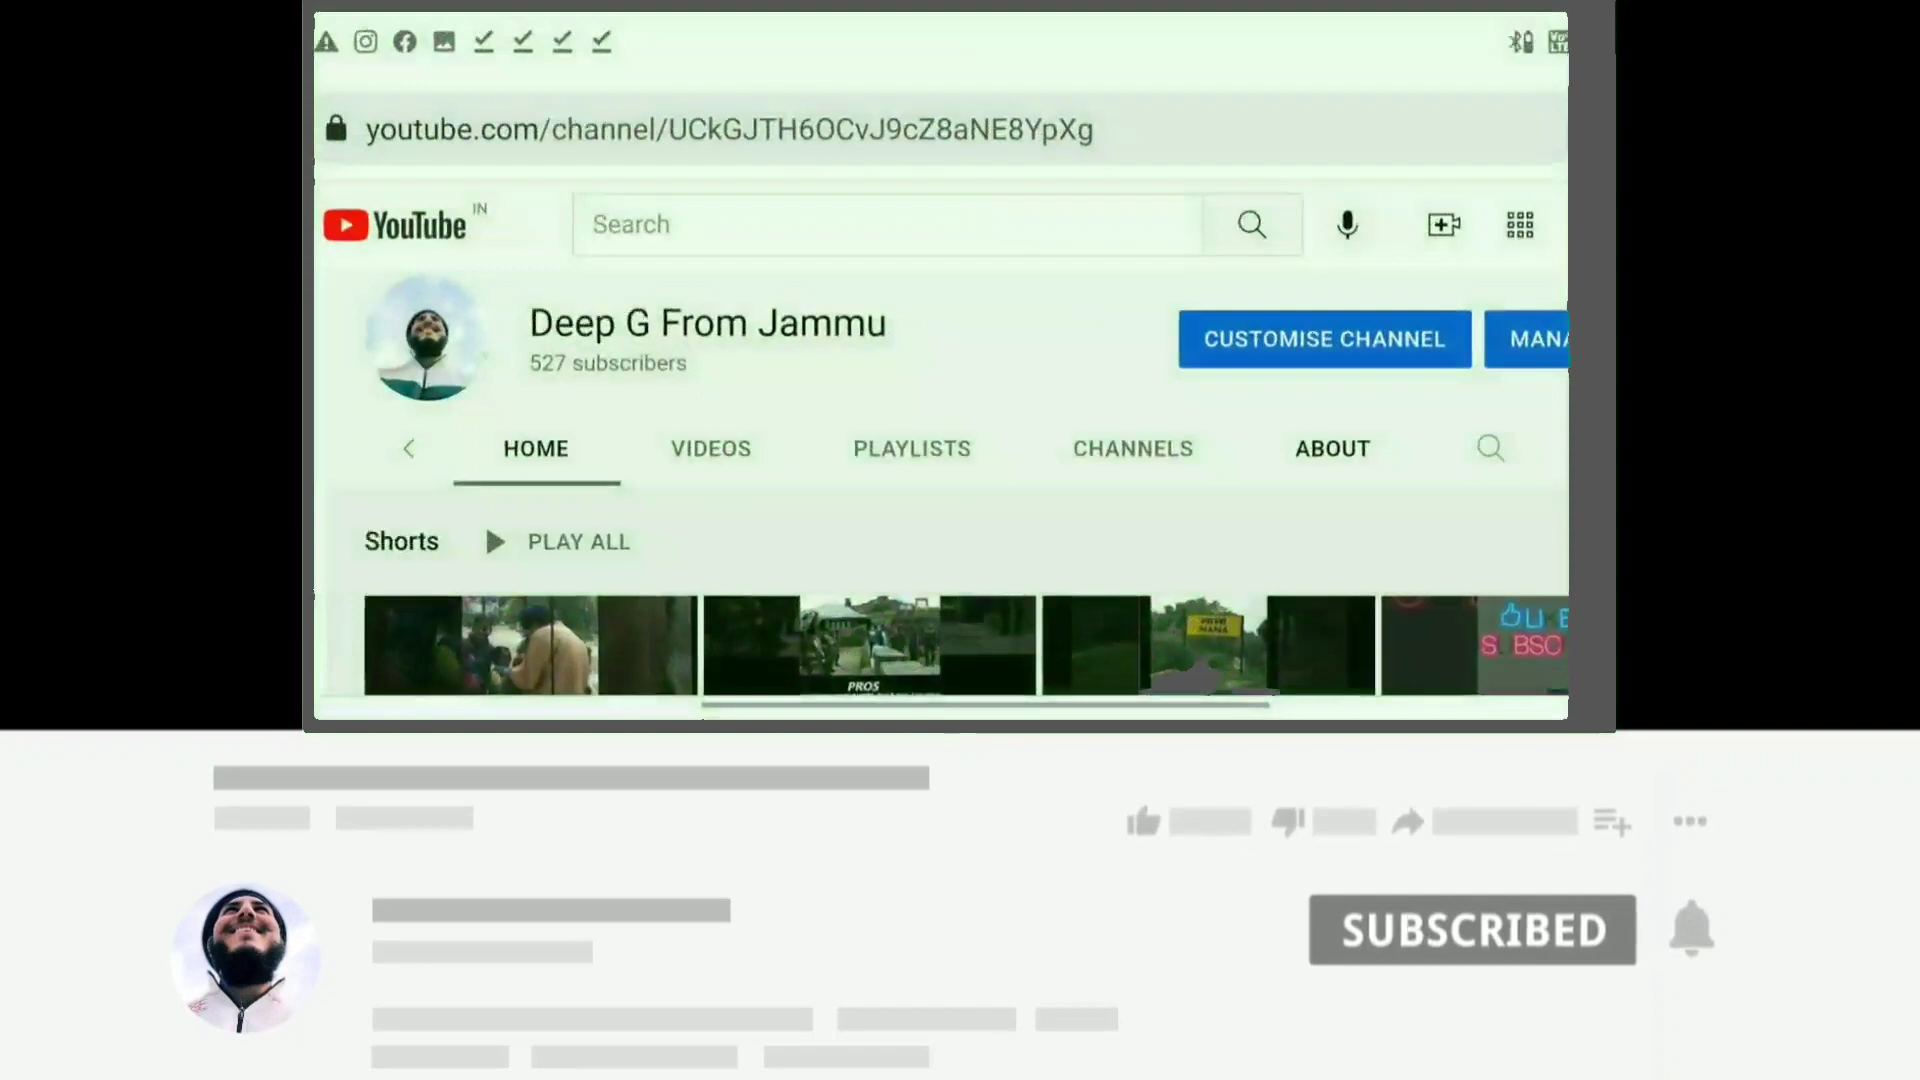 youtube.com/channel/UCkGJTH6OCvJ9cZ8aNE8YpXg
YouTube IN
Search
Deep G From Jammu
527 subscribers
CUSTOMISE CHANNEL
MANA
HOME VIDEOS PLAYLISTS CHANNELS ABOUT
Shorts PLAY ALL
PROS
SUBSCRIBED